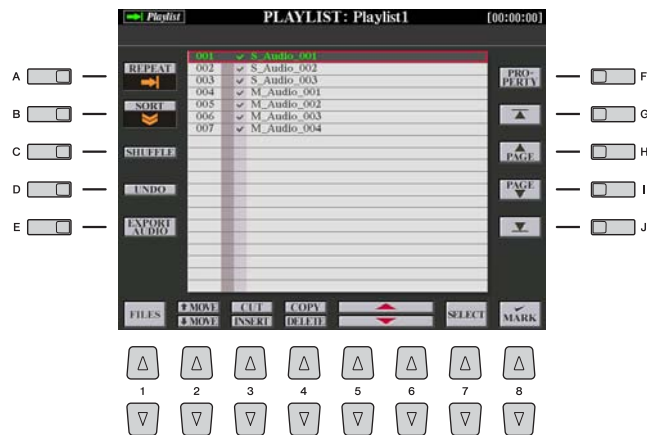 Playlist
PLAYLIST : Playlist1
[00:00:00]
001 ✓ S_Audio_001
002 ✓ S_Audio_002
003 ✓ S_Audio_003
004 ✓ M_Audio_001
005 ✓ M_Audio_002
006 ✓ M_Audio_003
007 ✓ M_Audio_004
A
REPEAT
B
SORT
C
SHUFFLE
D
UNDO
E
EXPORT
AUDIO
PRO-
PERTY
F
G
PAGE
H
PAGE
I
J
FILES
MOVE
MOVE
CUT
INSERT
COPY
DELETE
SELECT
MARK
1 2 3 4 5 6 7 8